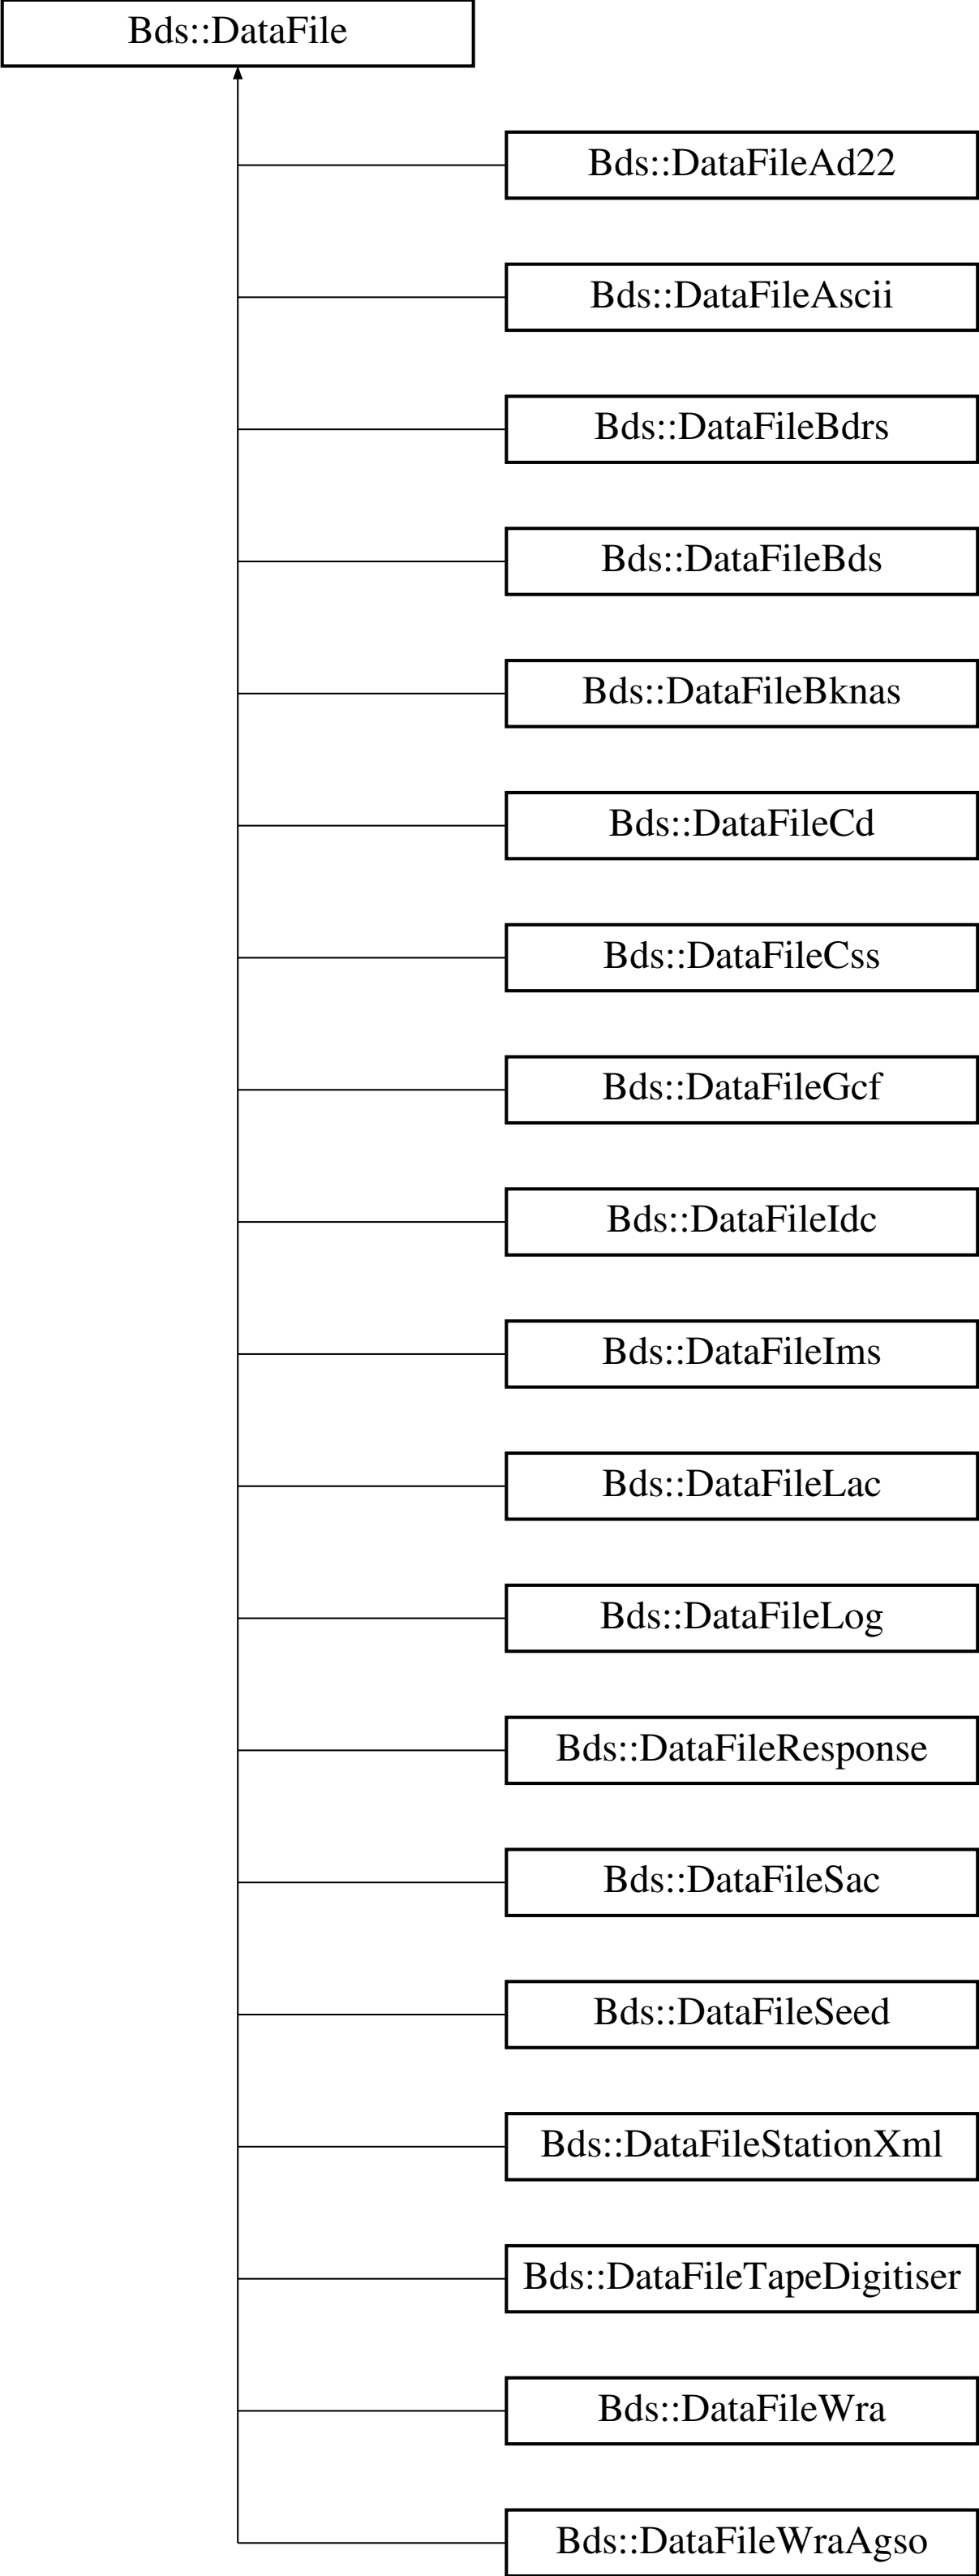 Bds::DataFile
Bds::DataFileAd22
Bds::DataFileAscii
Bds::DataFileBdrs
Bds::DataFileBds
Bds::DataFileBknas
Bds::DataFileCd
Bds::DataFileCss
Bds::DataFileGcf
Bds::DataFileIdc
Bds::DataFileIms
Bds::DataFileLac
Bds::DataFileLog
Bds::DataFileResponse
Bds::DataFileSac
Bds::DataFileSeed
Bds::DataFileStationXml
Bds::DataFileTapeDigitiser
Bds::DataFileWra
Bds::DataFileWraAgso